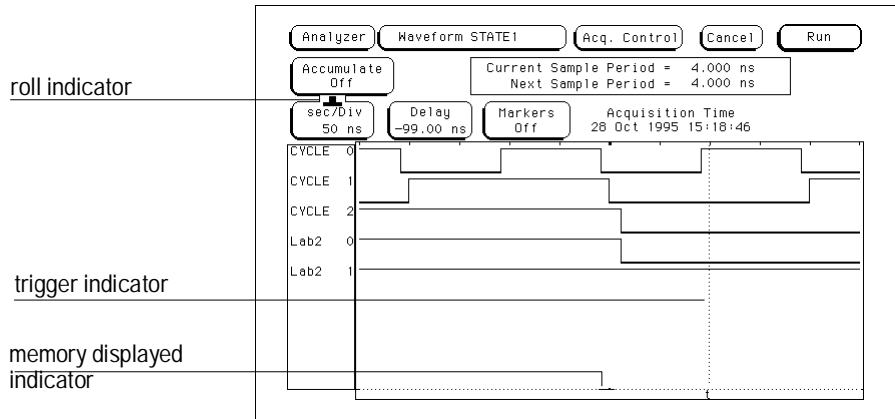 Analyzer Waveform STATE1 Acq. Control Cancel Run
Accumulate
Off
Current Sample Period = 4.000 ns
Next Sample Period = 4.000 ns
roll indicator
sec/Div
50 ns
Delay
-99.00 ns
Markers
Off
Acquisition Time
28 Oct 1995 15:18:46
CYCLE 0
CYCLE 1
CYCLE 2
Lab2 0
Lab2 1
trigger indicator
memory displayed
indicator
t